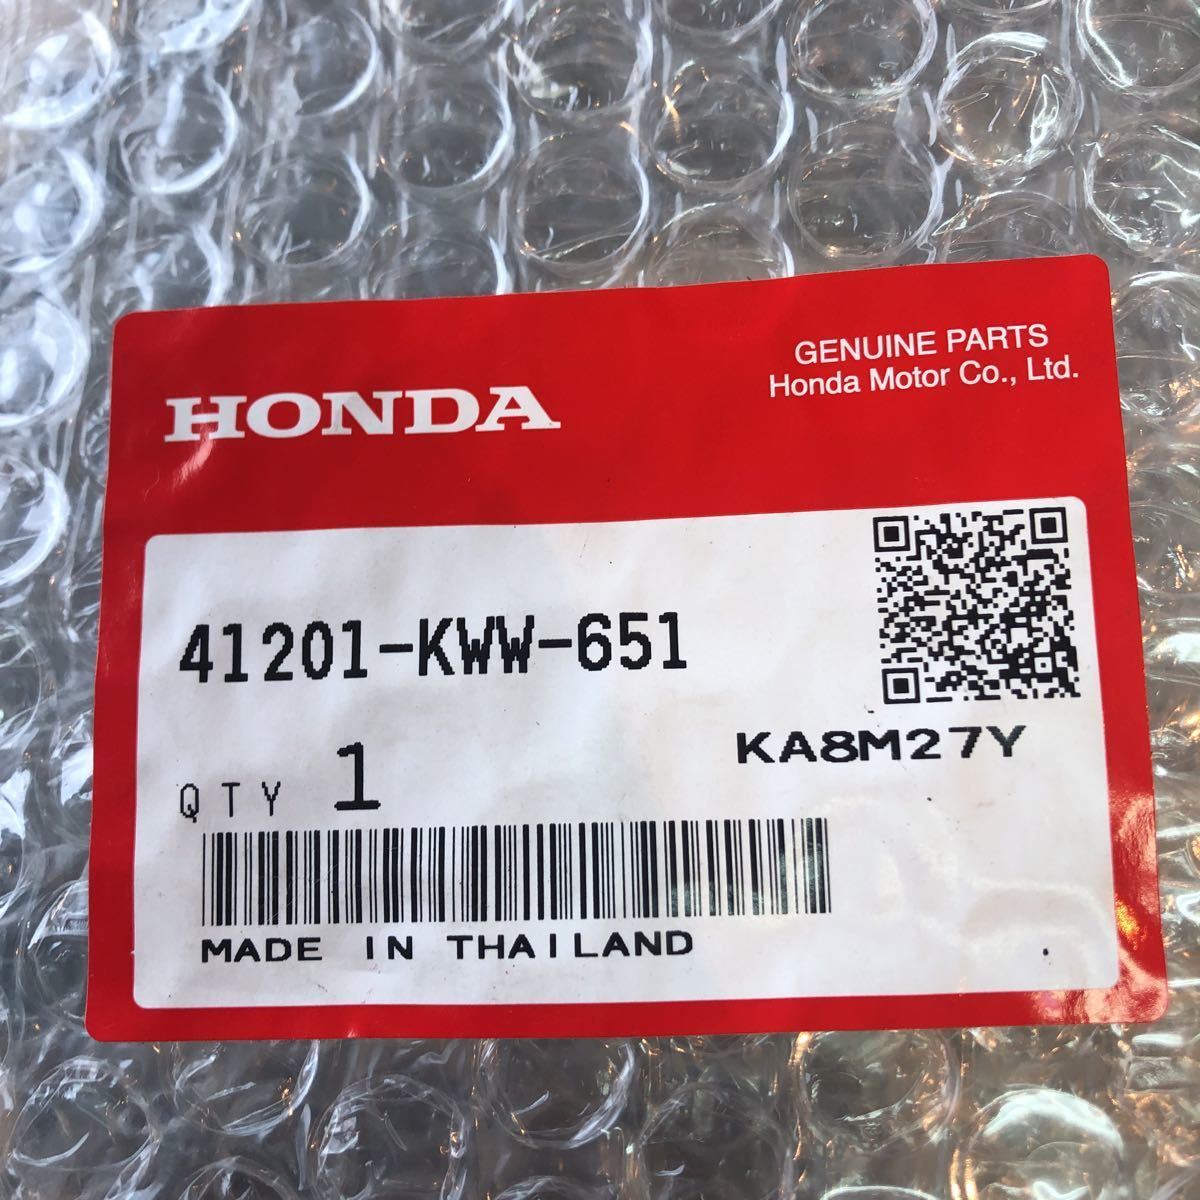 GENUINE PARTS
Honda Motor Co., Ltd.
HONDA
41201-KWW-651
KA8M27Y
QTY 1
MADE IN THAILAND